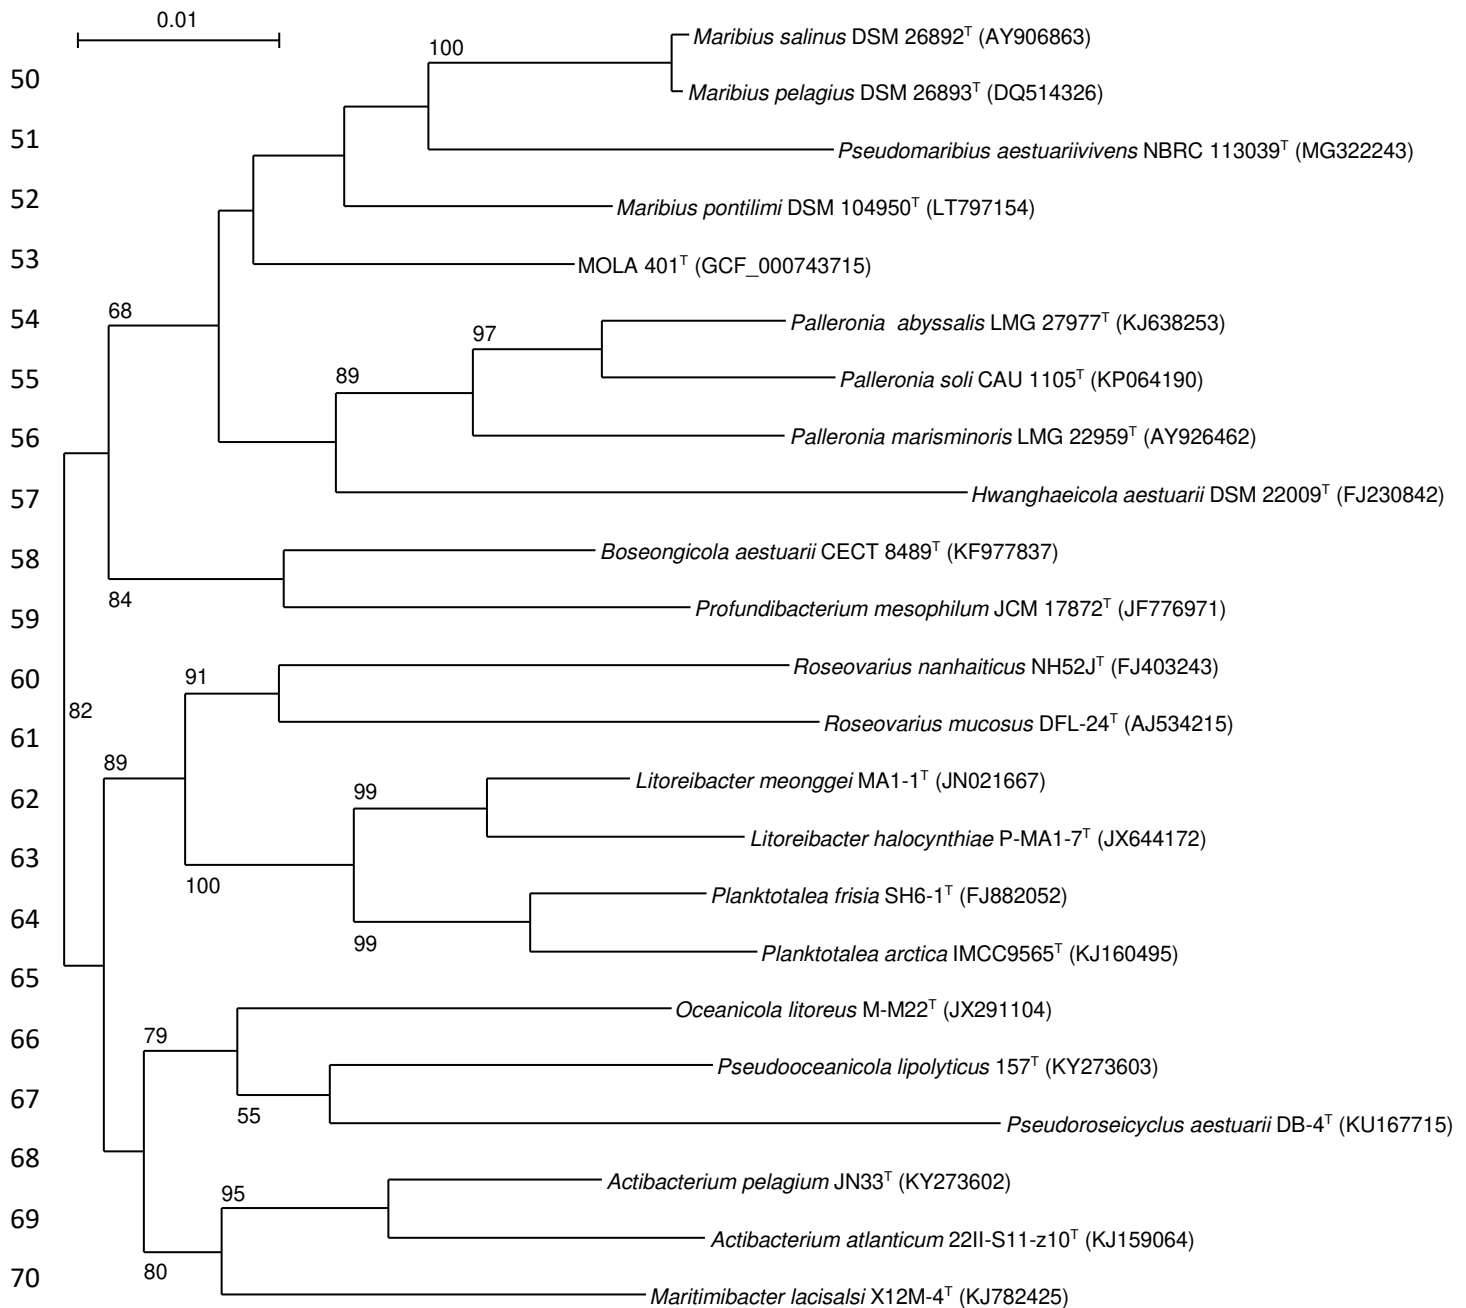 0.01
Maribius salinus DSM 26892ᵀ (AY906863)
100
50
Maribius pelagius DSM 26893ᵀ (DQ514326)
51
Pseudomaribius aestuariivivens NBRC 113039ᵀ (MG322243)
52
Maribius pontilimi DSM 104950ᵀ (LT797154)
53
MOLA 401ᵀ (GCF_000743715)
68
54
Palleronia abyssalis LMG 27977ᵀ (KJ638253)
97
89
55
Palleronia soli CAU 1105ᵀ (KP064190)
56
Palleronia marisminoris LMG 22959ᵀ (AY926462)
57
Hwanghaeicola aestuarii DSM 22009ᵀ (FJ230842)
58
Boseongicola aestuarii CECT 8489ᵀ (KF977837)
84
59
Profundibacterium mesophilum JCM 17872ᵀ (JF776971)
60
91
Roseovarius nanhaiticus NH52Jᵀ (FJ403243)
82
61
Roseovarius mucosus DFL-24ᵀ (AJ534215)
89
Litoreibacter meonggei MA1-1ᵀ (JN021667)
62
99
Litoreibacter halocynthiae P-MA1-7ᵀ (JX644172)
63
100
Planktotalea frisia SH6-1ᵀ (FJ882052)
64
99
Planktotalea arctica IMCC9565ᵀ (KJ160495)
65
Oceanicola litoreus M-M22ᵀ (JX291104)
66
79
Pseudooceanicola lipolyticus 157ᵀ (KY273603)
67
55
Pseudoroseicyclus aestuarii DB-4ᵀ (KU167715)
68
Actibacterium pelagium JN33ᵀ (KY273602)
95
69
Actibacterium atlanticum 22II-S11-z10ᵀ (KJ159064)
80
70
Maritimibacter lacisalsi X12M-4ᵀ (KJ782425)